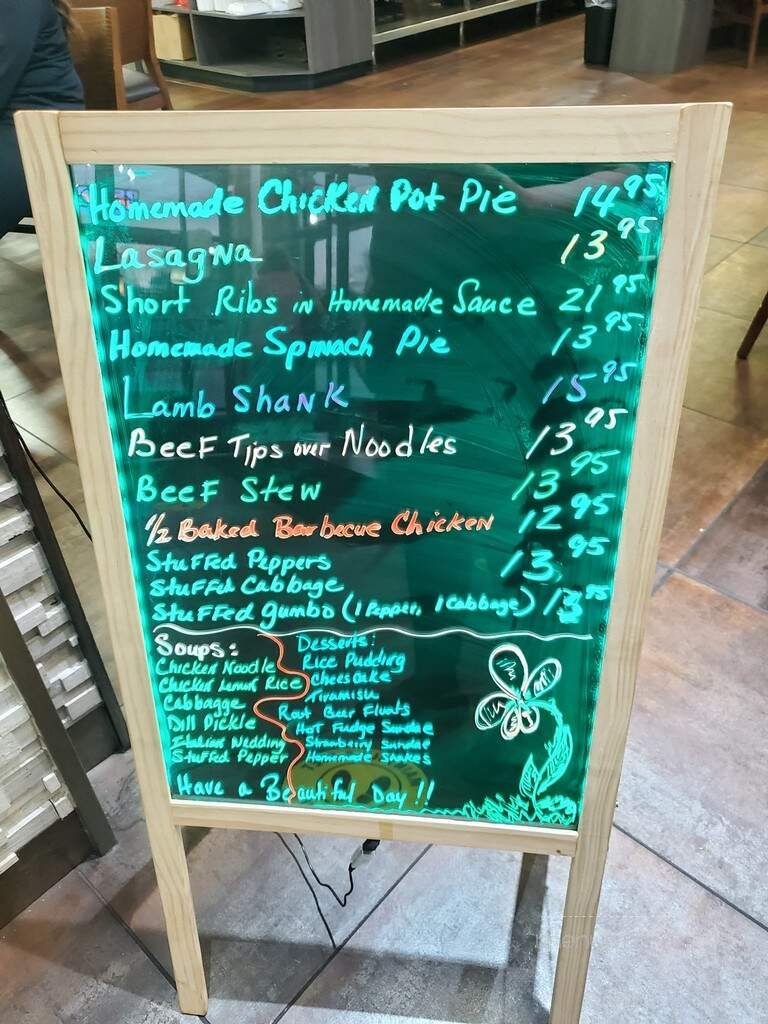 Homemade Chicken Pot Pie 14.95
Lasagna 13.95
Short Ribs in Homemade Sauce 21.95
Homemade Spinach Pie 13.95
Lamb Shank 15.95
Beef Tips over Noodles 13.95
Beef Stew 13.95
1/2 Baked Barbecue Chicken 12.95
Stuffed Peppers 13.95
Stuffed Cabbage
Stuffed Gumbo (1 Pepper, 1 Cabbage) 13.95
Soups:
Chicken Noodle
Chicken Lemon Rice
Cabbagge
Dill Pickle
Italian Wedding
Stuffed Pepper
Desserts:
Rice Pudding
Cheescake
Tiramisu
Root Beer Floats
Hot Fudge Sundae
Strawberry Sundae
Homemade Shakes
Have a Beautiful Day!!